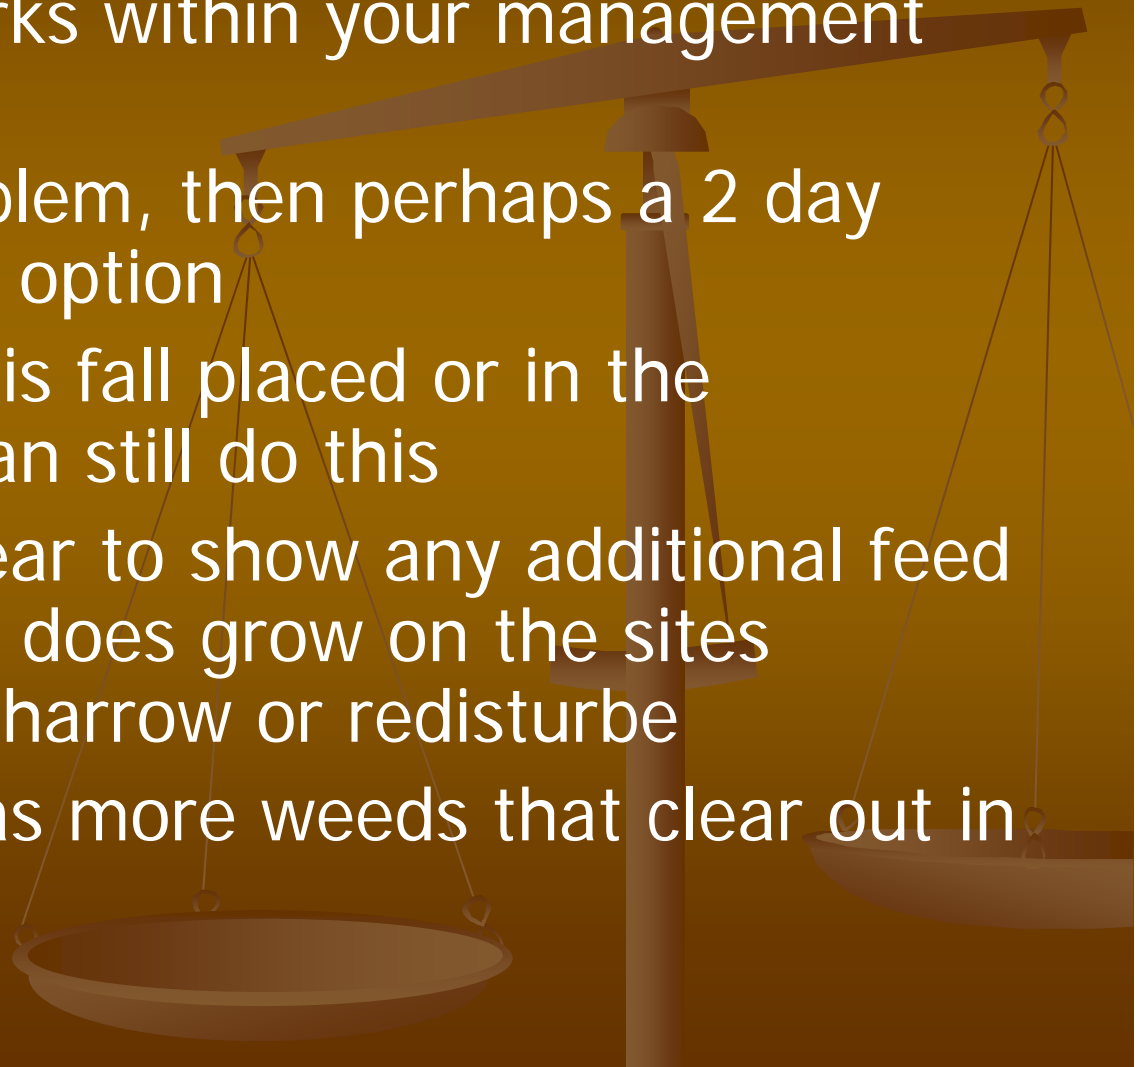 rks within your management
blem, then perhaps a 2 day
option
is fall placed or in the
an still do this
ear to show any additional feed
does grow on the sites
harrow or redisturbe
as more weeds that clear out in